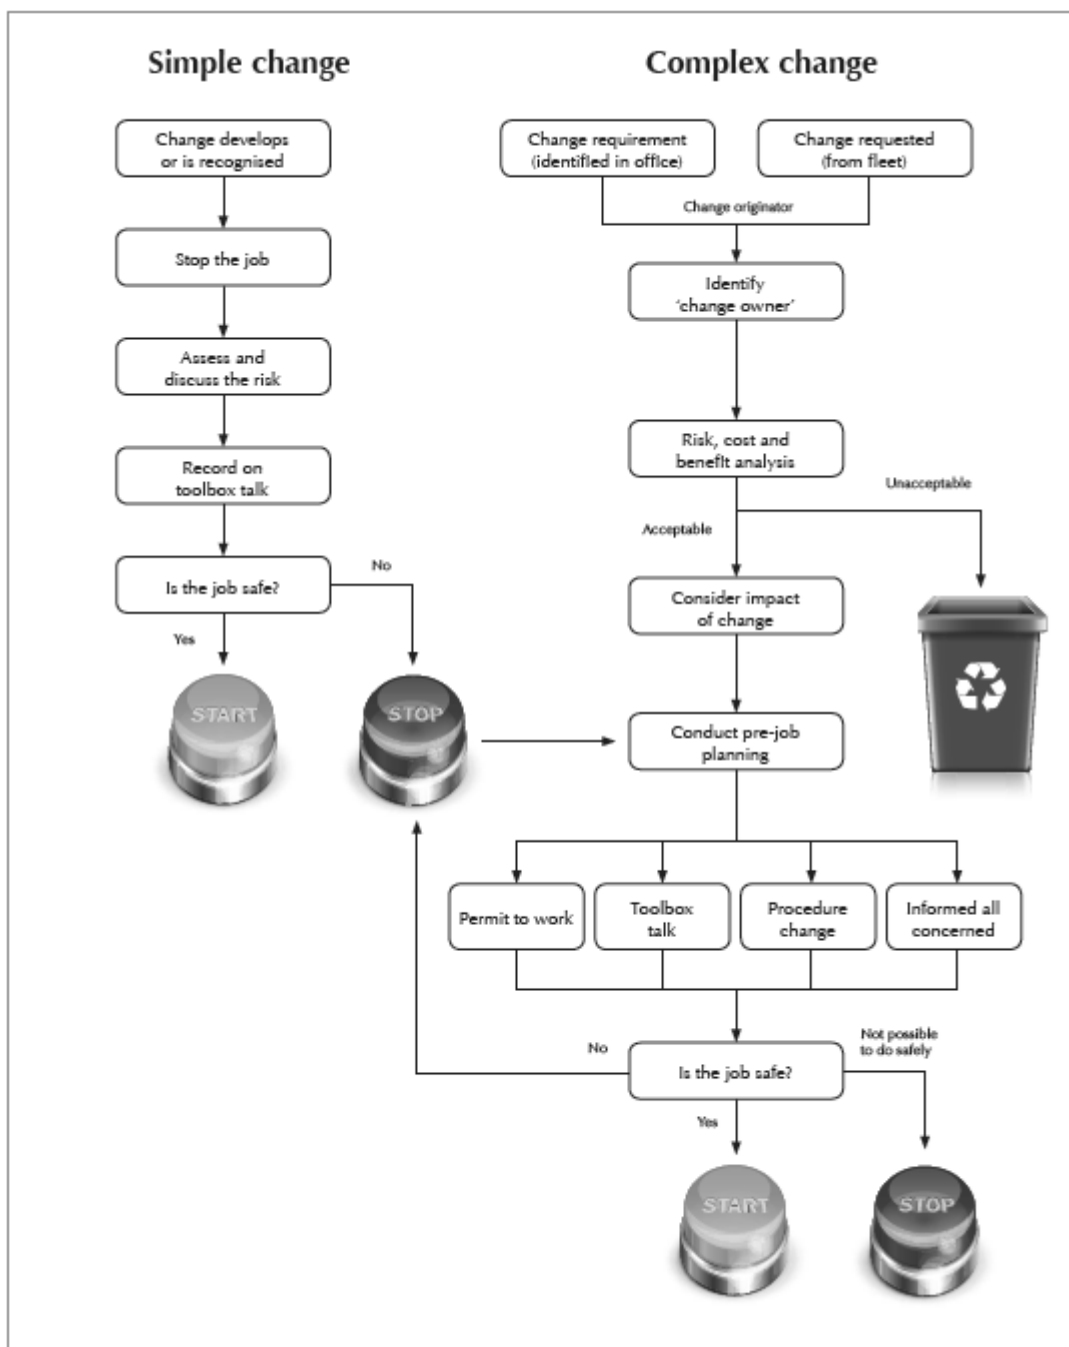 Simple change
Change develops
or is recognised
Stop the job
Assess and
discuss the risk
Record on
toolbox talk
Is the job safe?
No
Yes
START
STOP
Complex change
Change requirement
(identified in office)
Change requested
(from fleet)
Change originator
Identify
‘change owner’
Risk, cost and
benefit analysis
Unacceptable
Acceptable
Consider impact
of change
Conduct pre-job
planning
Permit to work
Toolbox
talk
Procedure
change
Informed all
concerned
No
Is the job safe?
Not possible
to do safely
Yes
START
STOP